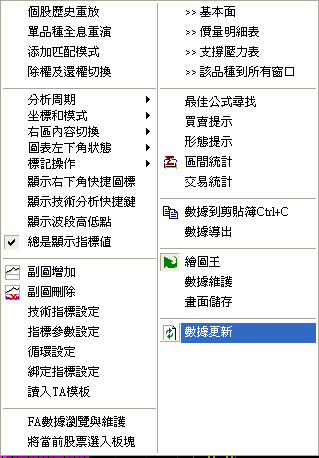 個股歷史重放
單品種全息重演
添加匹配模式
除權及還權切換
分析周期
坐標和模式
右區內容切換
圖表左下角狀態
標記操作
顯示右下角快捷圖標
顯示技術分析快捷鍵
顯示波段高低點
總是顯示指標值
副圖增加
副圖刪除
技術指標設定
指標參數設定
循環設定
綁定指標設定
讀入TA模板
FA數據瀏覽與維護
將當前股票選入板塊
>> 基本面
>> 價量明細表
>> 支撐壓力表
>> 該品種到所有窗口
最佳公式尋找
買賣提示
形態提示
區間統計
交易統計
數據到剪貼簿Ctrl+C
數據導出
繪圖王
數據維護
畫面儲存
數據更新